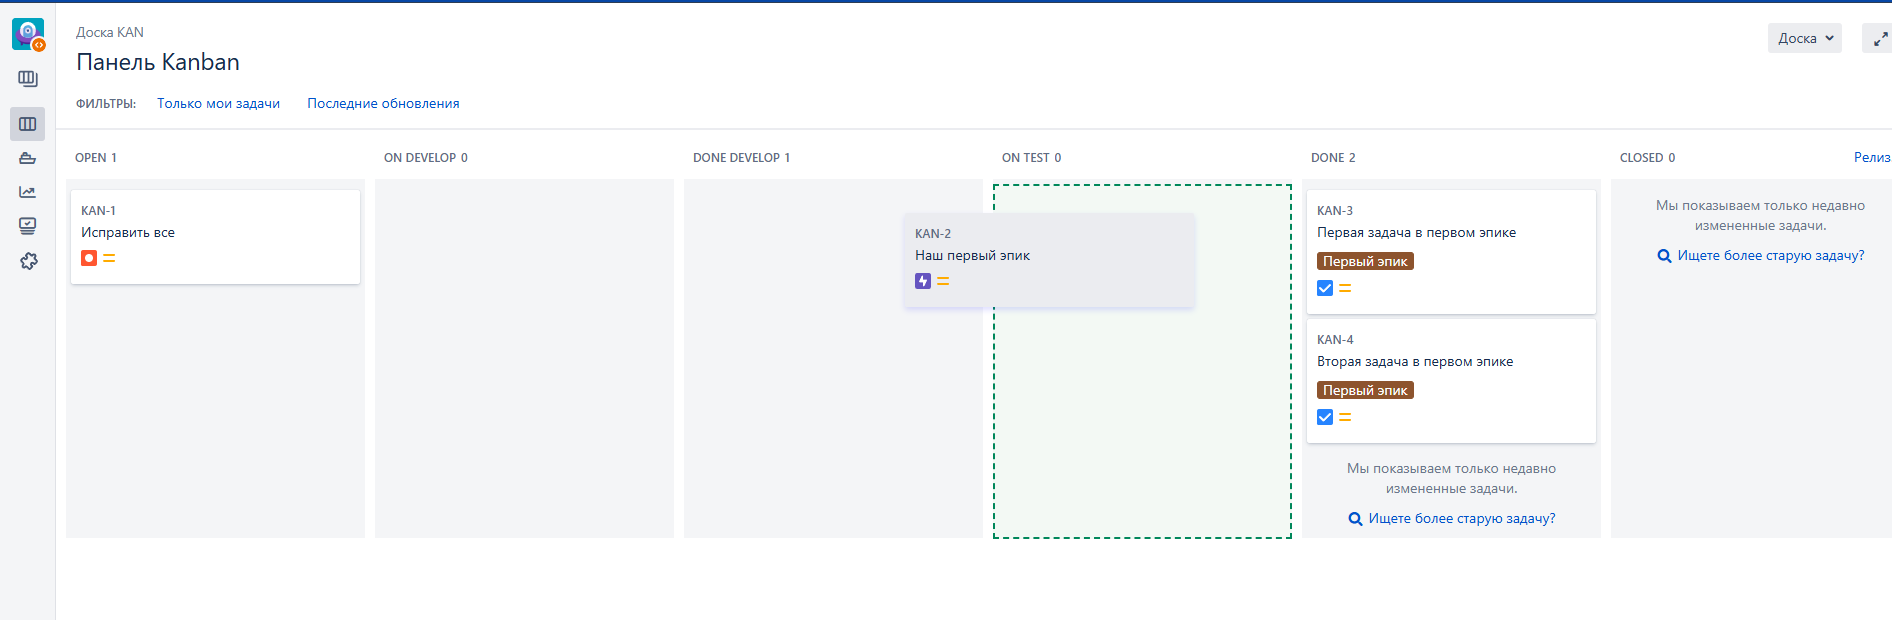 Доска KAN
Панель Kanban
Доска
ФИЛЬТРЫ: Только мои задачи Последние обновления
OPEN 1
ON DEVELOP 0
DONE DEVELOP 1
ON TEST 0
DONE 2
CLOSED 0
Релиз
KAN-1
Исправить все
KAN-2
Наш первый эпик
KAN-3
Первая задача в первом эпике
Первый эпик
KAN-4
Вторая задача в первом эпике
Первый эпик
Мы показываем только недавно
измененные задачи.
Ищете более старую задачу?
Мы показываем только недавно
измененные задачи.
Ищете более старую задачу?